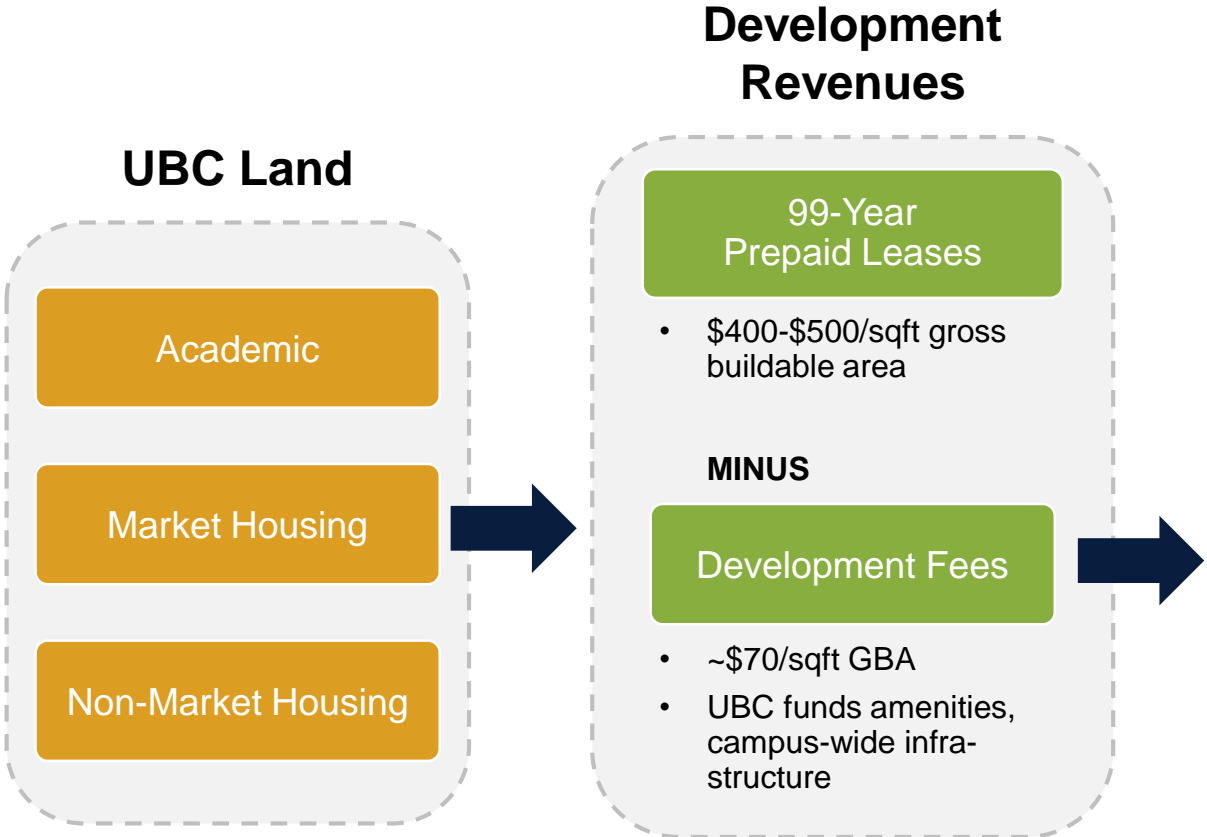 UBC Land
Academic
Market Housing
Non-Market Housing
Development
Revenues
99-Year
Prepaid Leases
• $400-$500/sqft gross
buildable area
MINUS
Development Fees
• ~$70/sqft GBA
• UBC funds amenities,
campus-wide infra-
structure